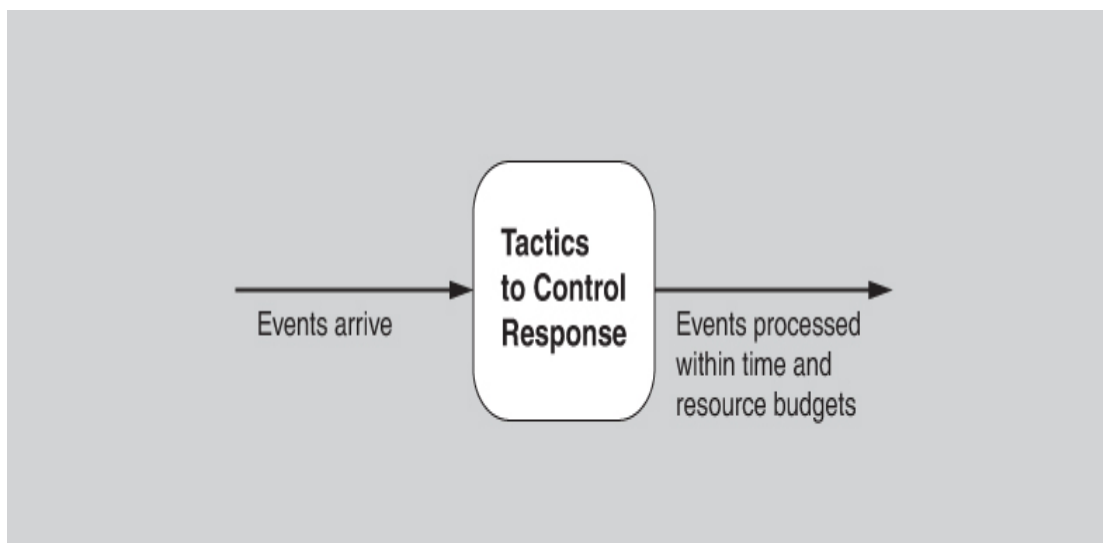 Events arrive
Tactics
to Control
Response
Events processed
within time and
resource budgets